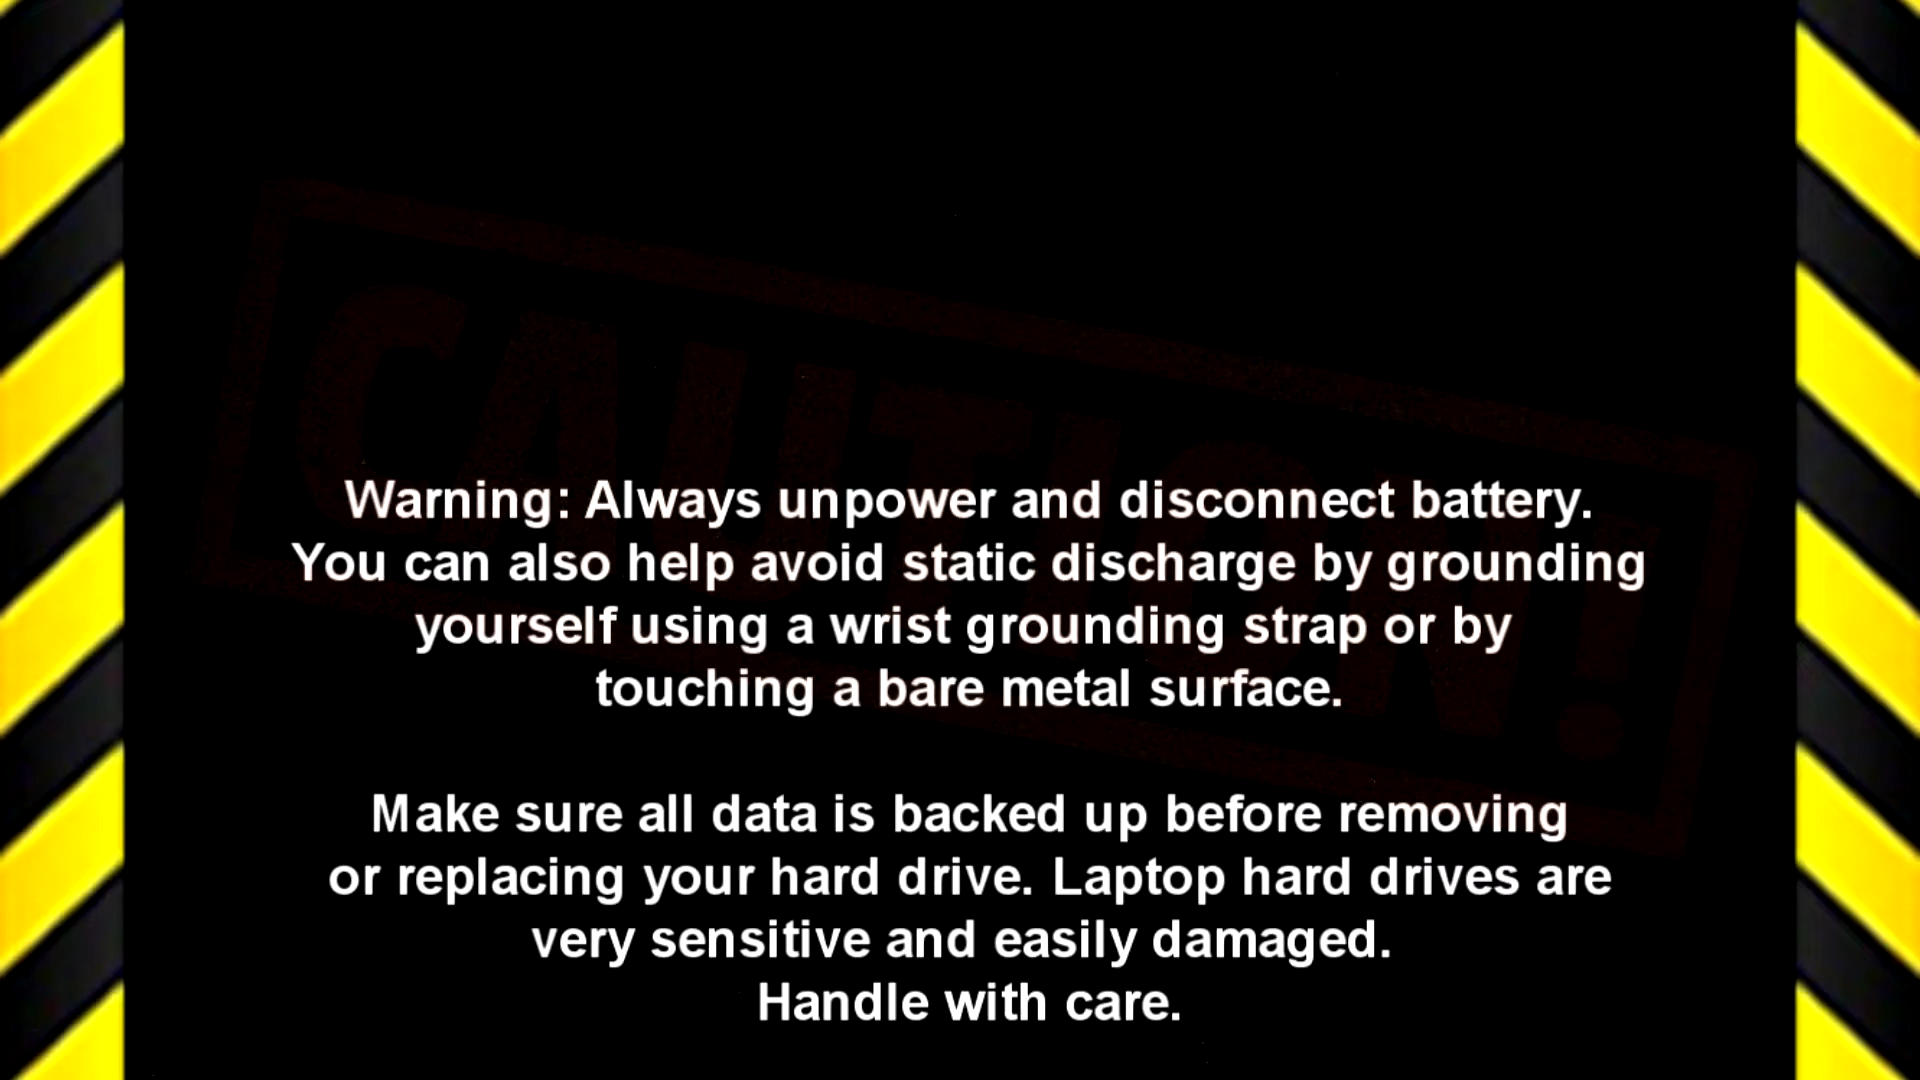 CAUTION!
Warning: Always unpower and disconnect battery.
You can also help avoid static discharge by grounding
yourself using a wrist grounding strap or by
touching a bare metal surface.
Make sure all data is backed up before removing
or replacing your hard drive. Laptop hard drives are
very sensitive and easily damaged.
Handle with care.